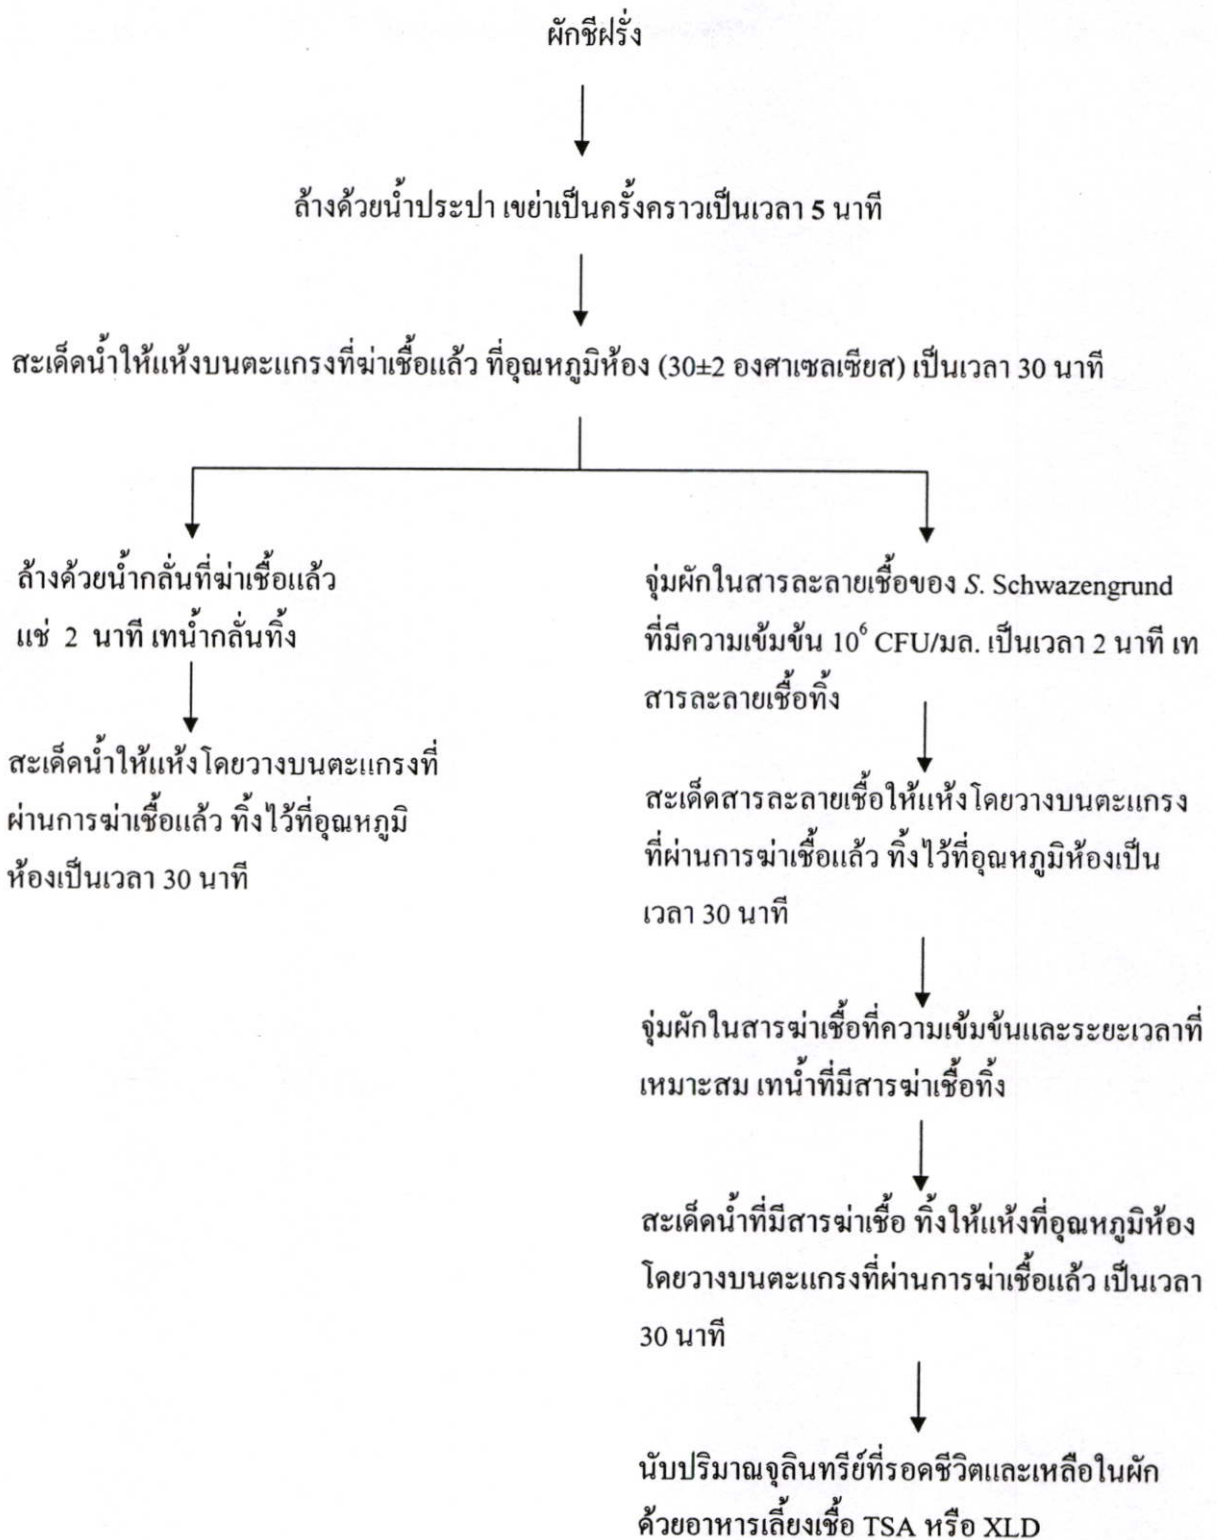 ผักชีฝรั่ง
ล้างด้วยน้ำประปา เขย่าเป็นครั้งคราวเป็นเวลา 5 นาที
สะเด็ดน้ำให้แห้งบนตะแกรงที่ฆ่าเชื้อแล้ว ที่อุณหภูมิห้อง (30±2 องศาเซลเซียส) เป็นเวลา 30 นาที
ล้างด้วยน้ำกลั่นที่ฆ่าเชื้อแล้ว
แช่ 2 นาที เทน้ำกลั่นทิ้ง
สะเด็ดน้ำให้แห้งโดยวางบนตะแกรงที่
ผ่านการฆ่าเชื้อแล้ว ทิ้งไว้ที่อุณหภูมิ
ห้องเป็นเวลา 30 นาที
จุ่มผักในสารละลายเชื้อของ S. Schwazengrund
ที่มีความเข้มข้น 10⁶ CFU/มล. เป็นเวลา 2 นาที เท
สารละลายเชื้อทิ้ง
สะเด็ดสารละลายเชื้อให้แห้งโดยวางบนตะแกรง
ที่ผ่านการฆ่าเชื้อแล้ว ทิ้งไว้ที่อุณหภูมิห้องเป็น
เวลา 30 นาที
จุ่มผักในสารฆ่าเชื้อที่ความเข้มข้นและระยะเวลาที่
เหมาะสม เทน้ำที่มีสารฆ่าเชื้อทิ้ง
สะเด็ดน้ำที่มีสารฆ่าเชื้อ ทิ้งให้แห้งที่อุณหภูมิห้อง
โดยวางบนตะแกรงที่ผ่านการฆ่าเชื้อแล้ว เป็นเวลา
30 นาที
นับปริมาณจุลินทรีย์ที่รอดชีวิตและเหลือในผัก
ด้วยอาหารเลี้ยงเชื้อ TSA หรือ XLD